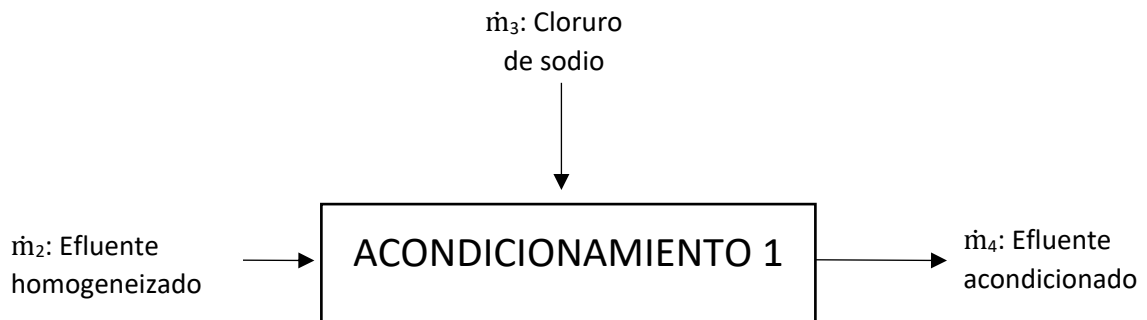 ṁ₃: Cloruro
de sodio
ṁ₂: Efluente
homogeneizado
ACONDICIONAMIENTO 1
ṁ₄: Efluente
acondicionado